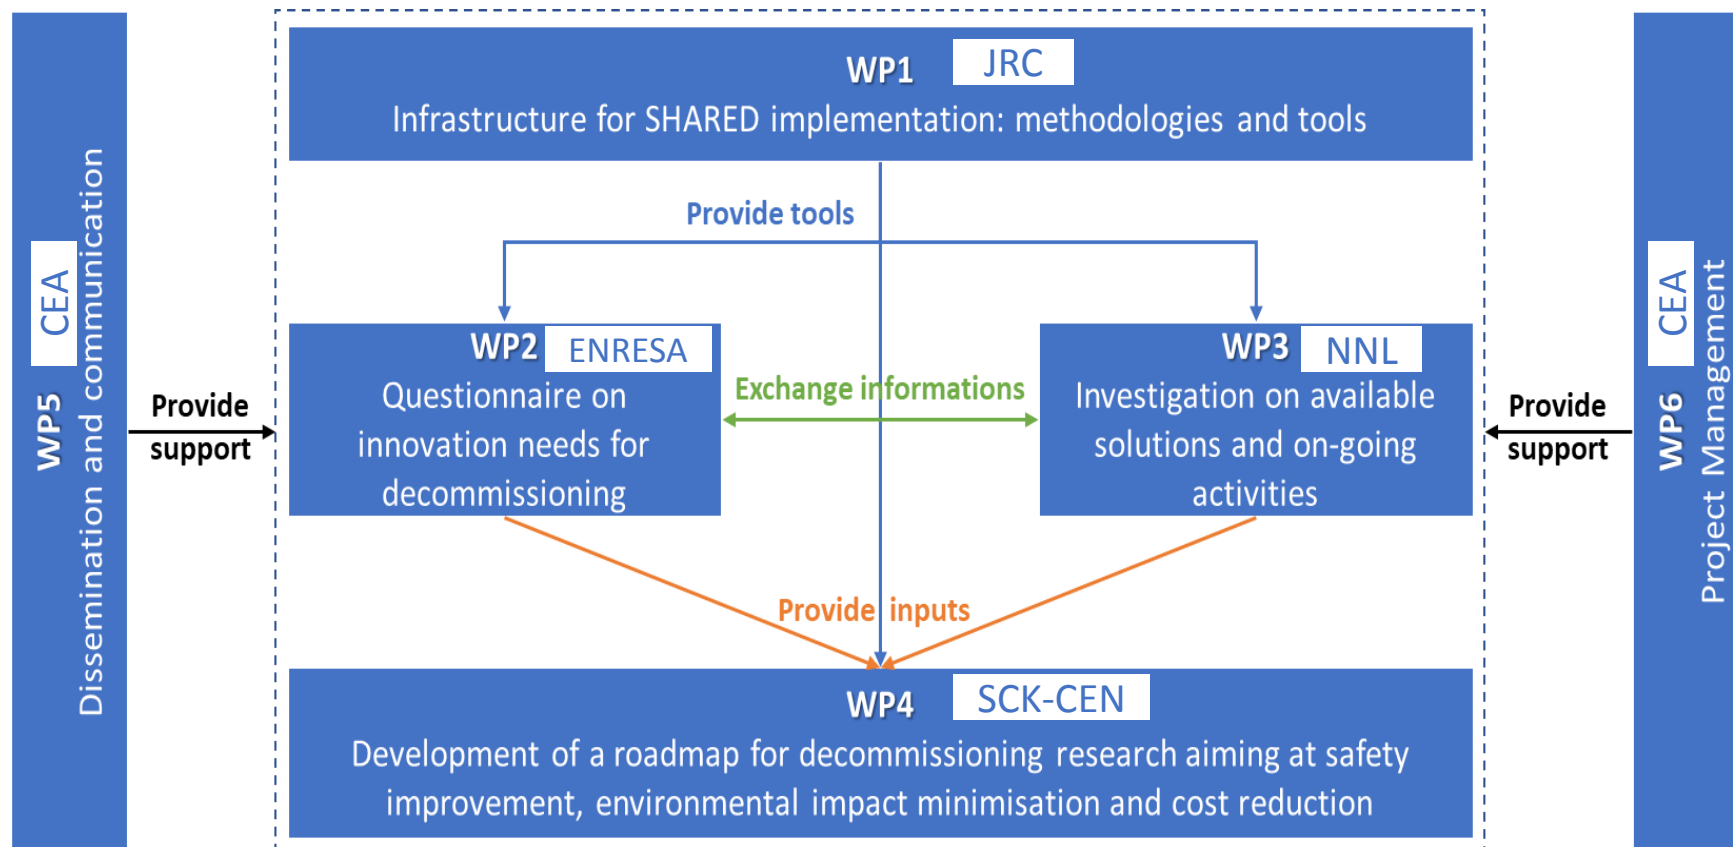 WP1 JRC
Infrastructure for SHARED implementation: methodologies and tools
Provide tools
WP2 ENRESA
Questionnaire on
innovation needs for
decommissioning
Exchange informations
WP3 NNL
Investigation on available
solutions and on-going
activities
Provide inputs
WP4 SCK-CEN
Development of a roadmap for decommissioning research aiming at safety
improvement, environmental impact minimisation and cost reduction
WP5 CEA
Dissemination and communication
Provide
support
WP6 CEA
Project Management
Provide
support